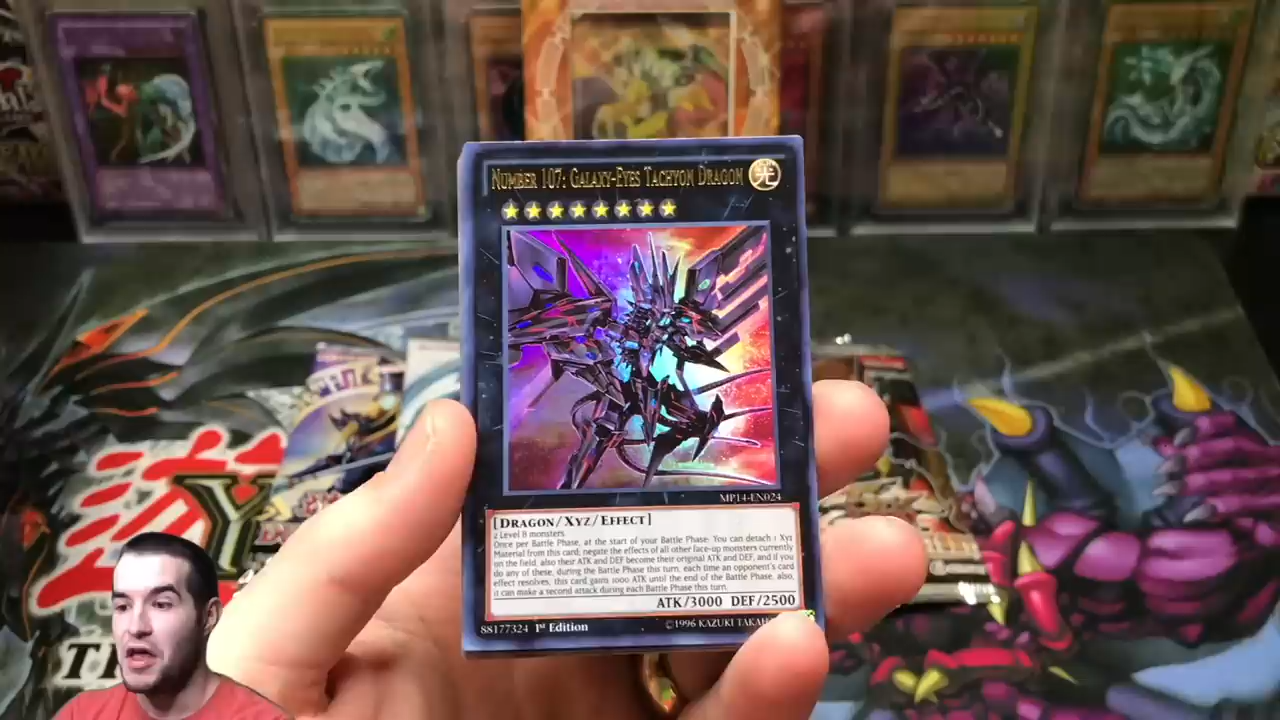 NUMBER 107: GALAXY-EYES TACHYON DRAGON
光
MP14-EN024
[DRAGON/XYZ/EFFECT]
2 Level 8 monsters
Once per Battle Phase, at the start of your Battle Phase: You can detach 1 Xyz
Material from this card; negate the effects of all other face-up monsters currently
on the field, also their ATK and DEF become their original ATK and DEF, and if you
do any of these, during the Battle Phase this turn, each time an opponent's card
effect resolves, this card gains 1000 ATK until the end of the Battle Phase, also,
it can make a second attack during each Battle Phase this turn.
ATK/3000 DEF/2500
88177324 1st Edition
©1996 KAZUKI TAKAH
遊
Y
T